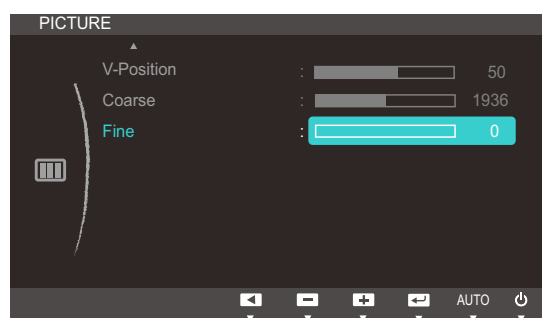 PICTURE
V-Position : 50
Coarse : 1936
Fine : 0
AUTO